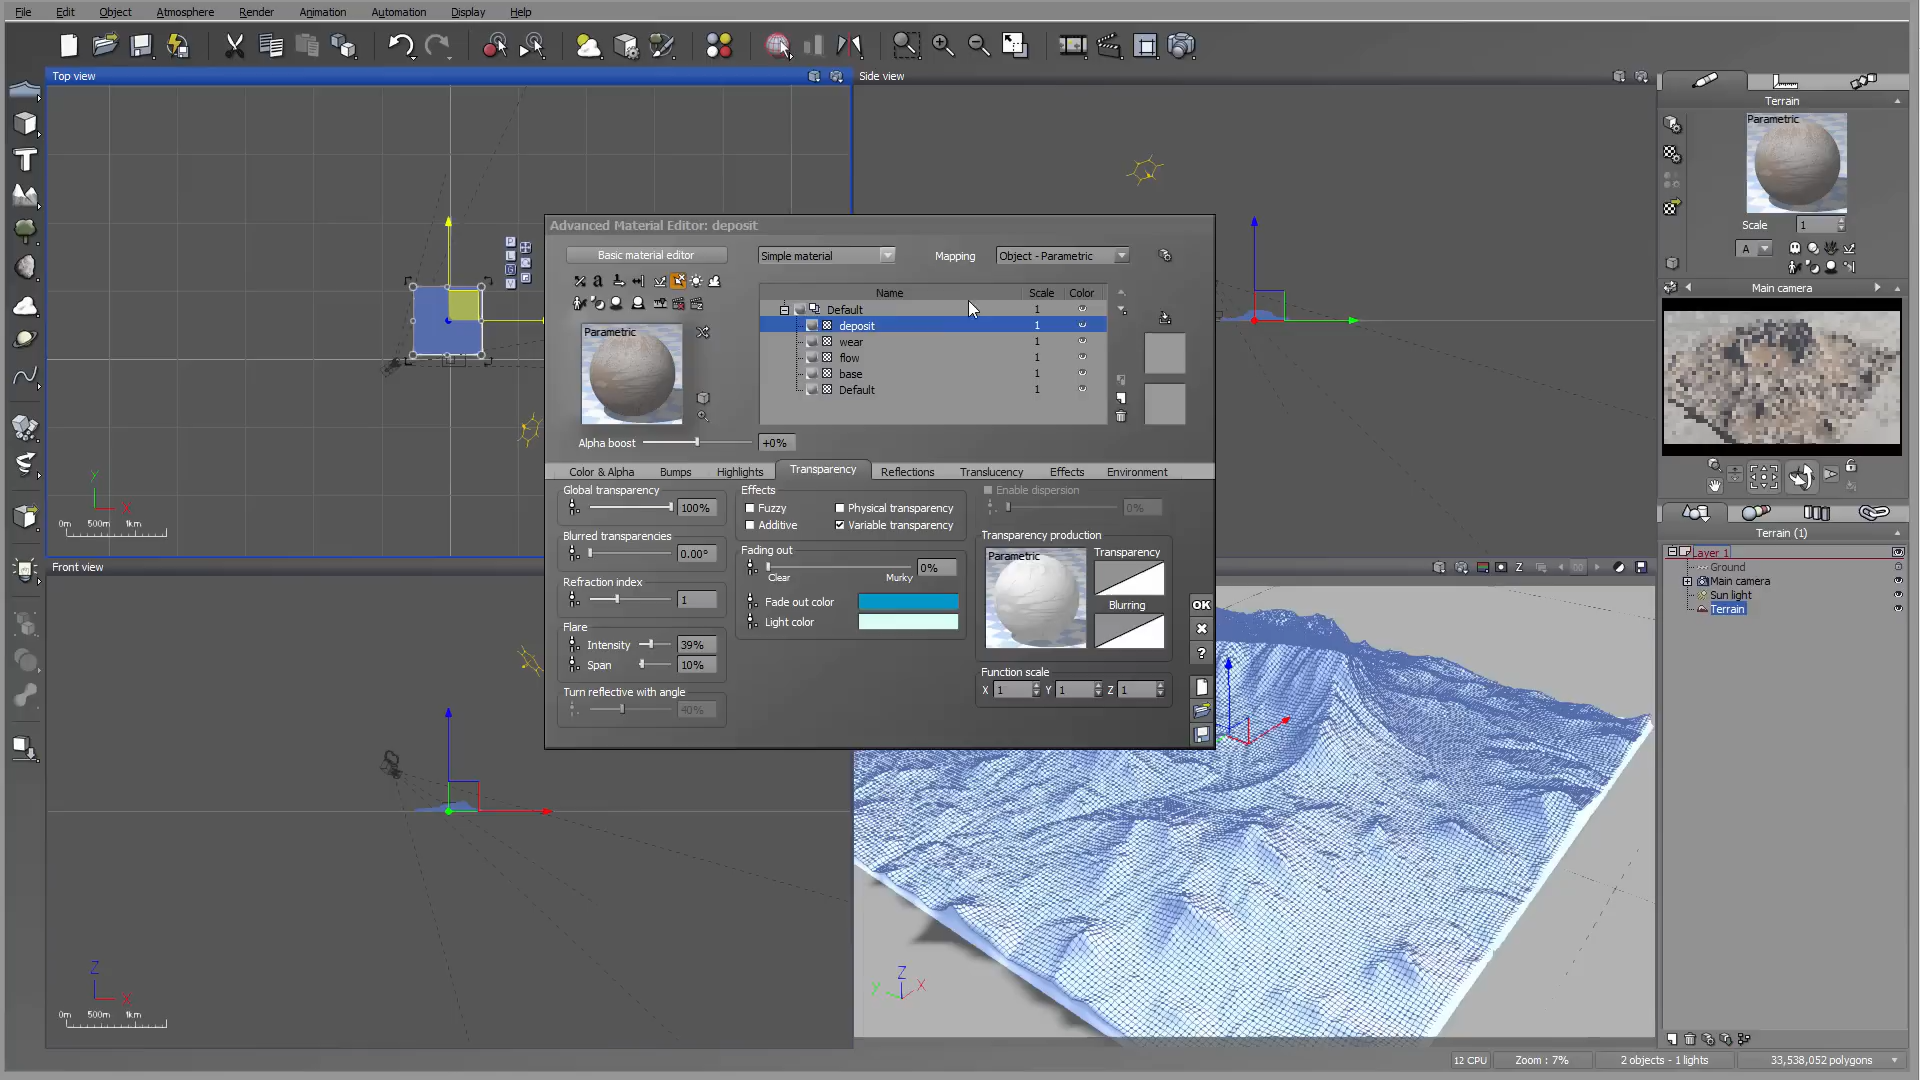 File Edit Object Atmosphere Render Animation Automation Display Help
Top view
Side view
Terrain
Parametric
Scale 1
A
Main camera
Advanced Material Editor: deposit
Basic material editor Simple material Mapping Object - Parametric
Name Scale Color
Default 1
deposit 1
wear 1
flow 1
base 1
Default 1
Parametric
Alpha boost +0%
Color & Alpha Bumps Highlights Transparency Reflections Translucency Effects Environment
Global transparency
100%
Blurred transparencies
0.00°
Refraction index
1
Flare
Intensity 39%
Span 10%
Turn reflective with angle
40%
Effects
Fuzzy Physical transparency
Additive Variable transparency
Fading out
0%
Clear Murky
Fade out color
Light color
Enable dispersion
0%
Transparency production
Parametric
Transparency
Blurring
Function scale
X 1 Y 1 Z 1
OK
?
P
L
Y
X
0m 500m 1km
Front view
Z
X
0m 500m 1km
Z
Z
y X
Terrain (1)
Layer 1
Ground
Main camera
Sun light
Terrain
12 CPU Zoom : 7% 2 objects - 1 lights 33,538,052 polygons